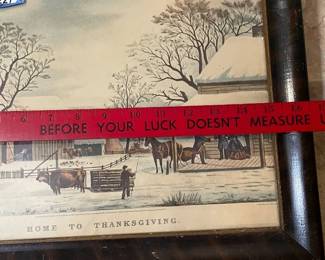 6 7 8 9 10 11 12 13 14 15 16
BEFORE YOUR LUCK DOESN'T MEASURE U
HOME TO THANKSGIVING.